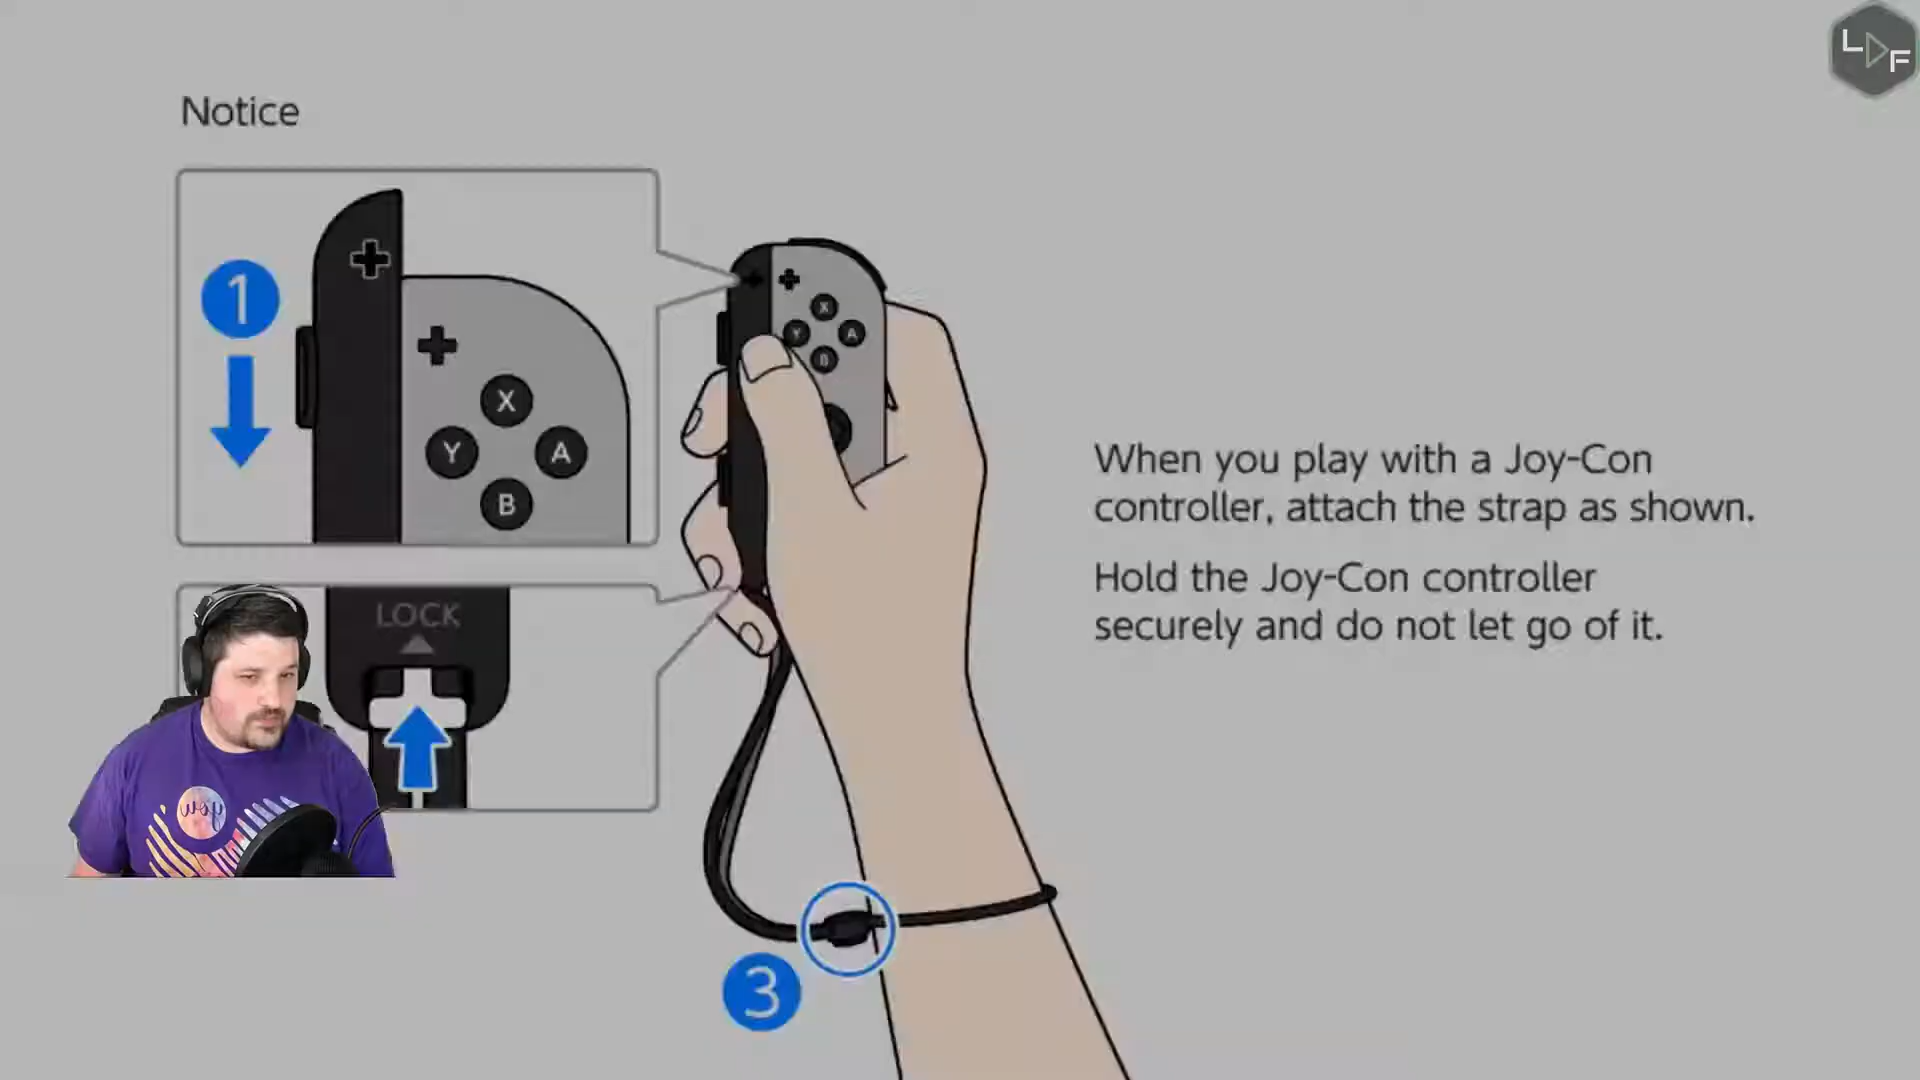 L F
Notice
1
X
Y
A
B
X
Y
A
B
LOCK
When you play with a Joy-Con
controller, attach the strap as shown.
Hold the Joy-Con controller
securely and do not let go of it.
3